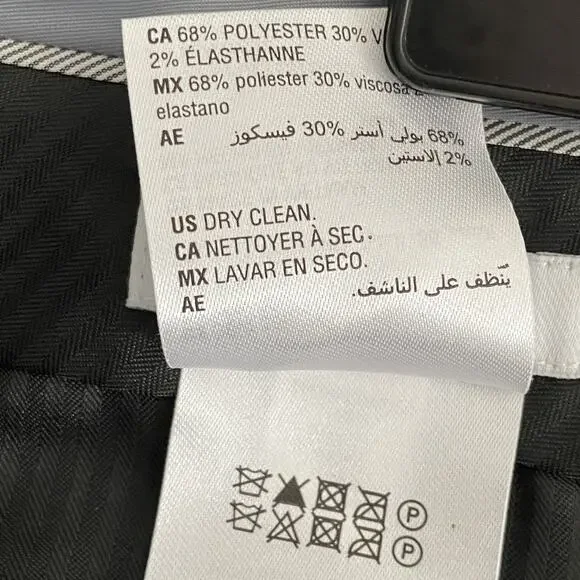 CA 68% POLYESTER 30% V
2% ÉLASTHANNE
MX 68% poliester 30% viscosa
elastano
AE 68% بولي أستر 30% فيسكوز
2% إلاستين
US DRY CLEAN.
CA NETTOYER À SEC.
MX LAVAR EN SECO.
AE يُنظف على الناشف.
P
P